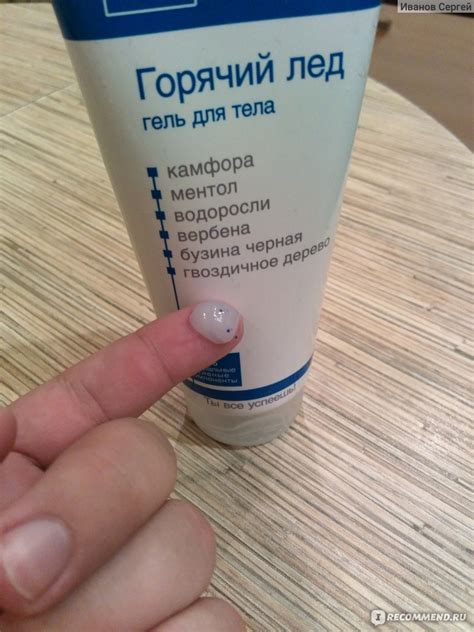 Иванов Сергей
Горячий лед
гель для тела
камфора
ментол
водоросли
вербена
бузина черная
гвоздичное дерево
Ты все успеешь!
I RECOMMEND.RU